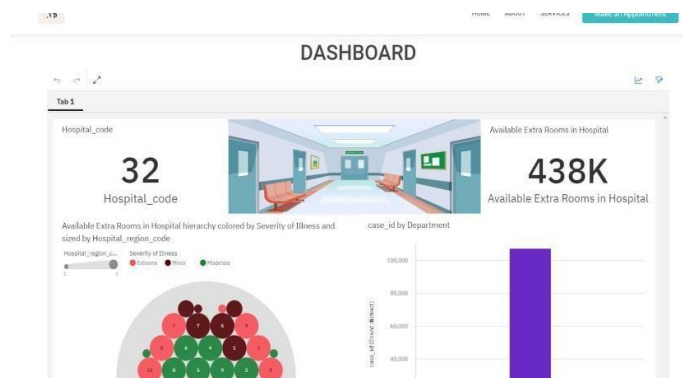 HOME ABOUT SERVICES Make an Appointment
DASHBOARD
Tab 1
Hospital_code
32
Hospital_code
Available Extra Rooms in Hospital
438K
Available Extra Rooms in Hospital
Available Extra Rooms in Hospital hierarchy colored by Severity of Illness and
sized by Hospital_region_code
Hospital_region_c...
Severity of Illness
Extreme Minor Moderate
case_id by Department
100,000
80,000
60,000
40,000
case_id (Count distinct)